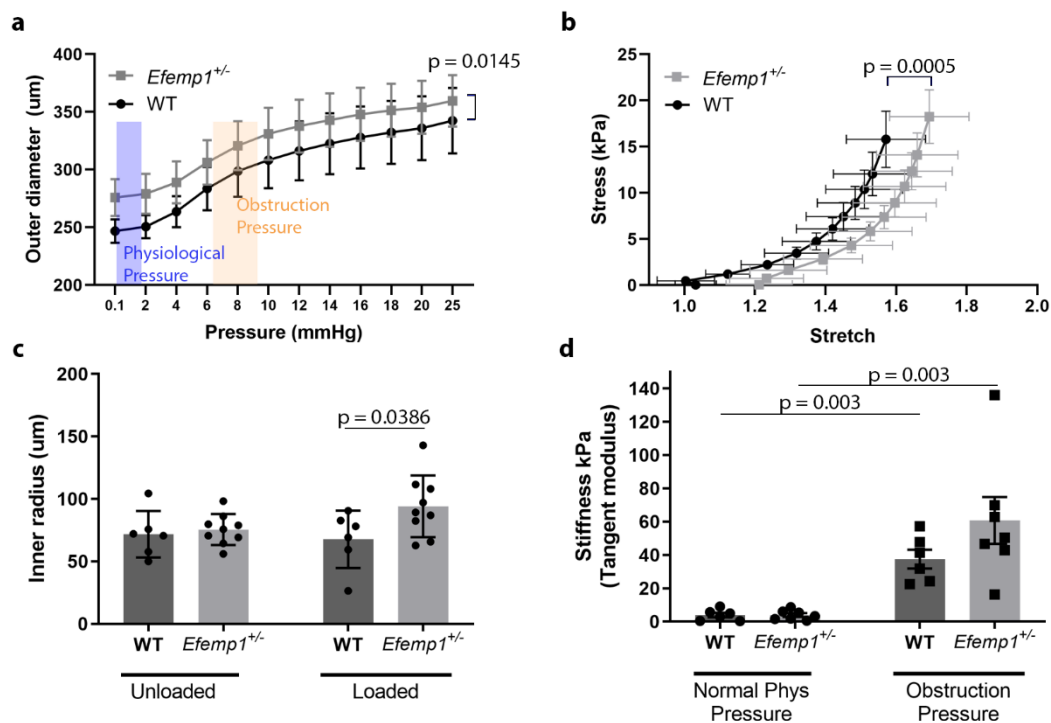 a
Outer diameter (um)
400
350
300
250
200
Efemp1+/-
WT
p = 0.0145
Physiological
Pressure
Obstruction
Pressure
0.1 2 4 6 8 10 12 14 16 18 20 25
Pressure (mmHg)
b
Stress (kPa)
25
20
15
10
5
0
Efemp1+/-
WT
p = 0.0005
1.0 1.2 1.4 1.6 1.8 2.0
Stretch
c
Inner radius (um)
200
150
100
50
0
p = 0.0386
WT Efemp1+/- WT Efemp1+/-
Unloaded Loaded
d
Stiffness kPa
(Tangent modulus)
140
120
100
80
60
40
20
0
p = 0.003
p = 0.003
WT Efemp1+/- WT Efemp1+/-
Normal Phys Obstruction
Pressure Pressure